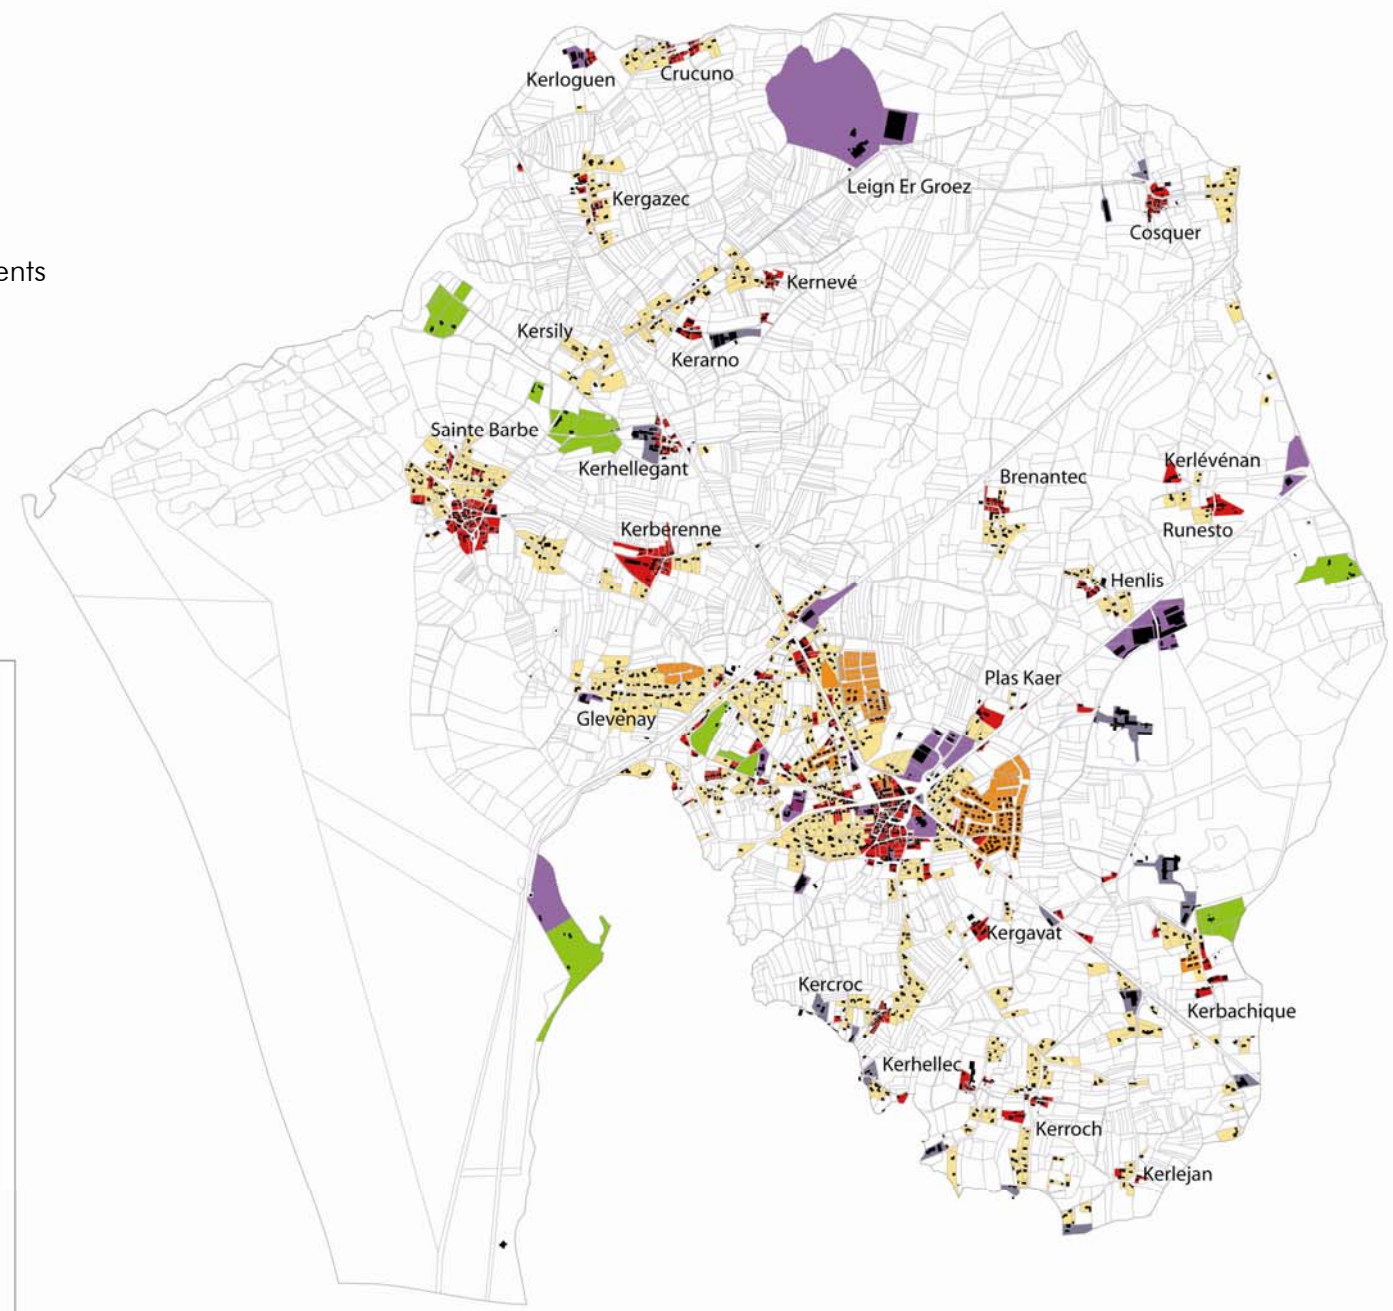 Kerloguen
Crucuno
Leign Er Groez
Kergazec
Cosquer
ents
Kernevé
Kersily
Kerarno
Sainte Barbe
Kerhellegant
Kerlévénan
Brenantec
Kerberenne
Runesto
Henlis
Plas Kaer
Glevenay
Kergavat
Kercroc
Kerbachique
Kerhellec
Kerroch
Kerlejan